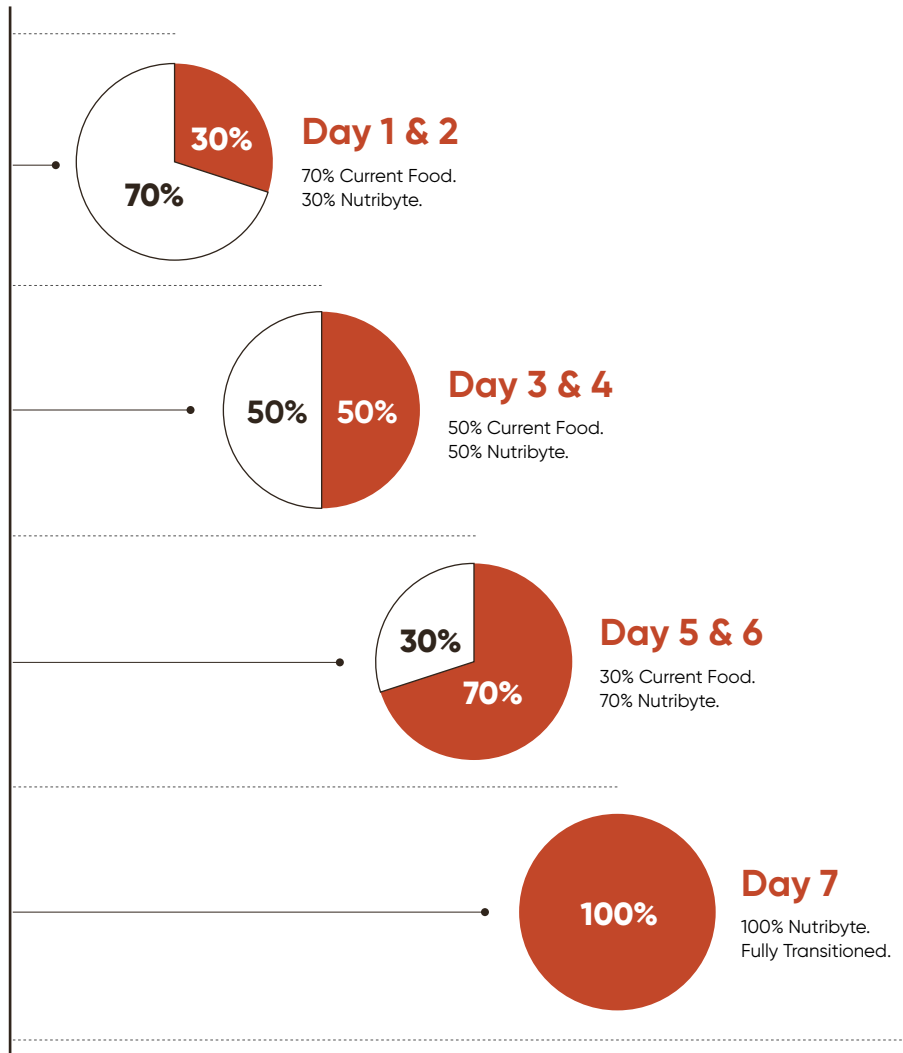 30%
70%
Day 1 & 2
70% Current Food.
30% Nutribyte.
50%
50%
Day 3 & 4
50% Current Food.
50% Nutribyte.
30%
70%
Day 5 & 6
30% Current Food.
70% Nutribyte.
100%
Day 7
100% Nutribyte.
Fully Transitioned.